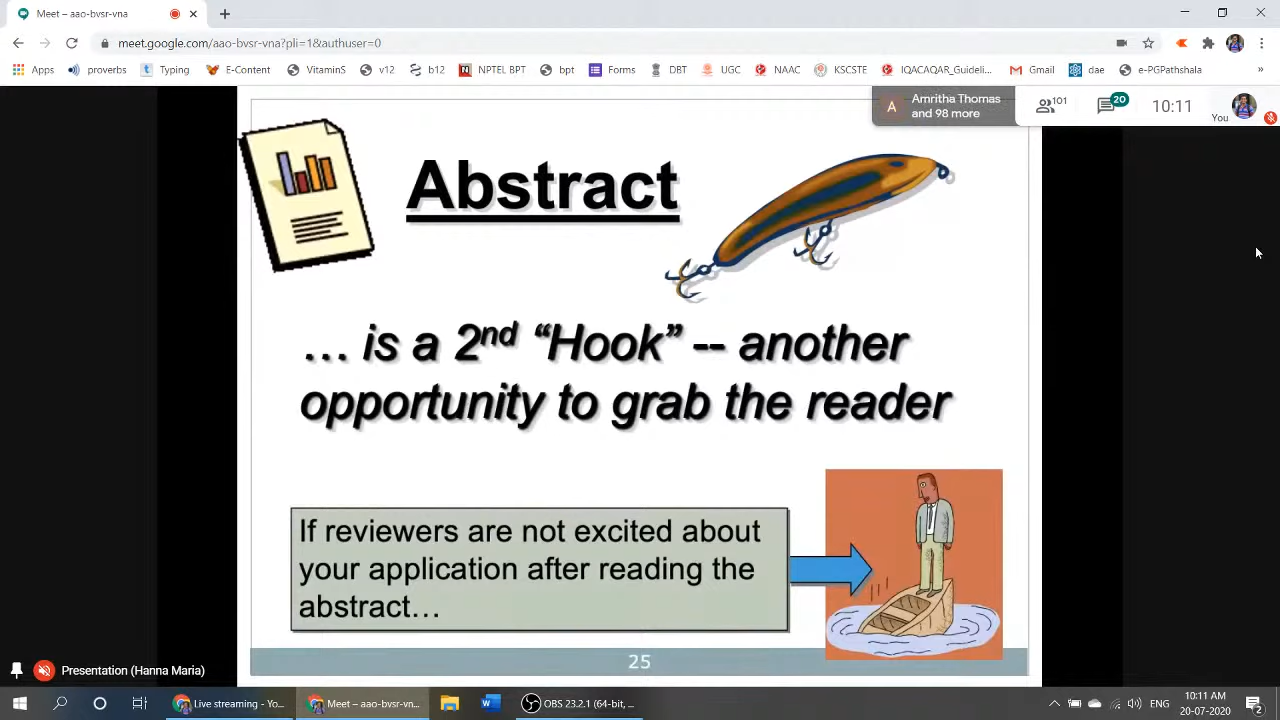 Meet – aao-bvsr-vna
meet.google.com/aao-bvsr-vna?pli=1&authuser=0
Apps proverbs Typing E-Content VitaminS v12 b12 NPTEL BPT bpt Forms DBT UGC NAAC KSCSTE IQACAQAS_Guideli... Gmail dae e-PGPathshala »
A Amritha Thomas
and 98 more
101 20 10:11
You
Abstract
… is a 2nd “Hook” -- another
opportunity to grab the reader
If reviewers are not excited about
your application after reading the
abstract…
25
Presentation (Hanna Maria)
Live streaming - Yo... Meet – aao-bvsr-vn... OBS 23.2.1 (64-bit, ... ENG
10:11 AM
20-07-2020
2